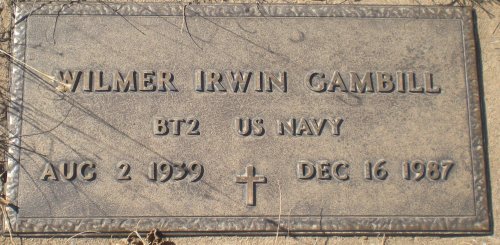 WILMER IRWIN GAMBILL
BT2 US NAVY
AUG 2 1939 DEC 16 1987